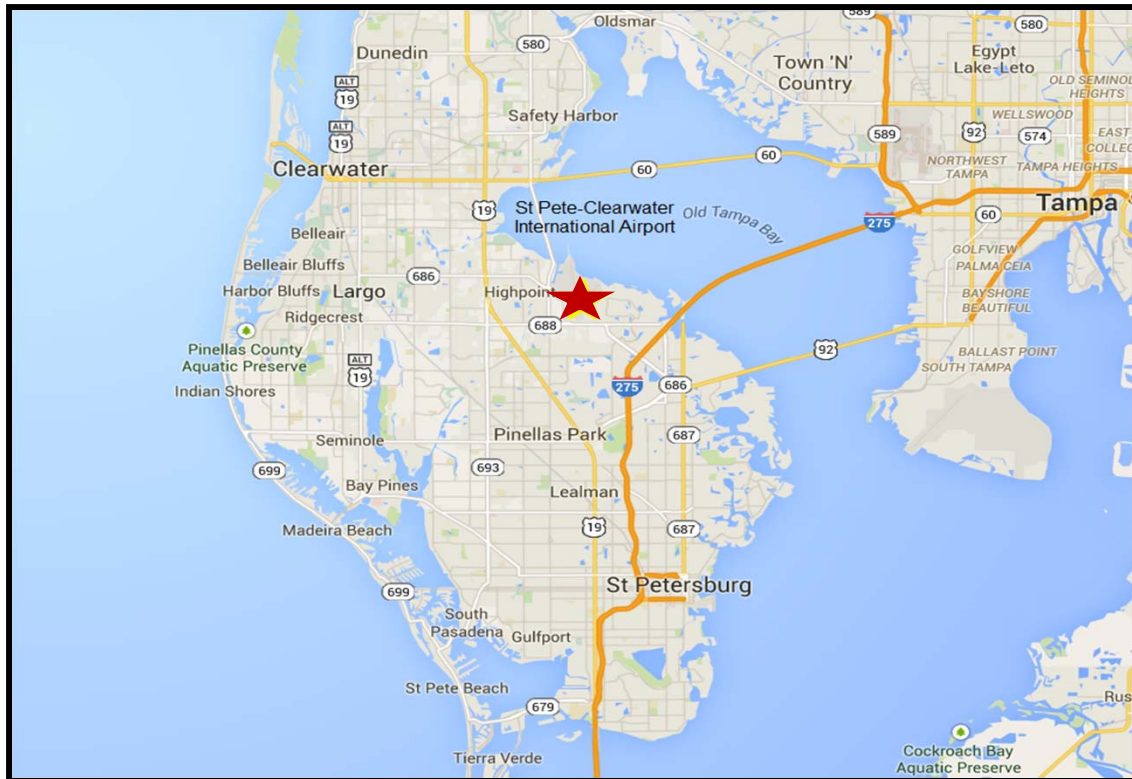 589
Oldsmar
580
Dunedin
580
Town 'N'
Country
Egypt
Lake-Leto
ALT
19
OLD SEMINOL
HEIGHTS
WELLSWOOD
Safety Harbor
ALT
19
589
92
574
EAST
COLLEG
60
NORTHWEST
TAMPA
TAMPA HEIGHTS
Clearwater
60
19
St Pete-Clearwater
International Airport
Old Tampa Bay
275
60
Tampa
Belleair
GOLFVIEW
PALMA CEIA
Belleair Bluffs
686
Harbor Bluffs
Largo
Highpoint
BAYSHORE
BEAUTIFUL
Ridgecrest
688
Pinellas County
Aquatic Preserve
ALT
19
92
BALLAST POINT
SOUTH TAMPA
Indian Shores
275
686
Seminole
Pinellas Park
687
699
693
Bay Pines
Lealman
Madeira Beach
19
687
St Petersburg
699
South
Pasadena
Gulfport
St Pete Beach
679
Rus
Tierra Verde
Cockroach Bay
Aquatic Preserve